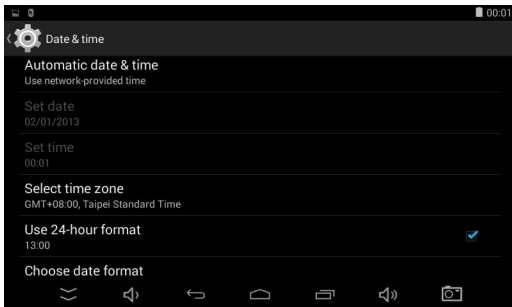 00:01
Date & time
Automatic date & time
Use network-provided time
Set date
02/01/2013
Set time
00:01
Select time zone
GMT+08:00, Taipei Standard Time
Use 24-hour format
13:00
Choose date format